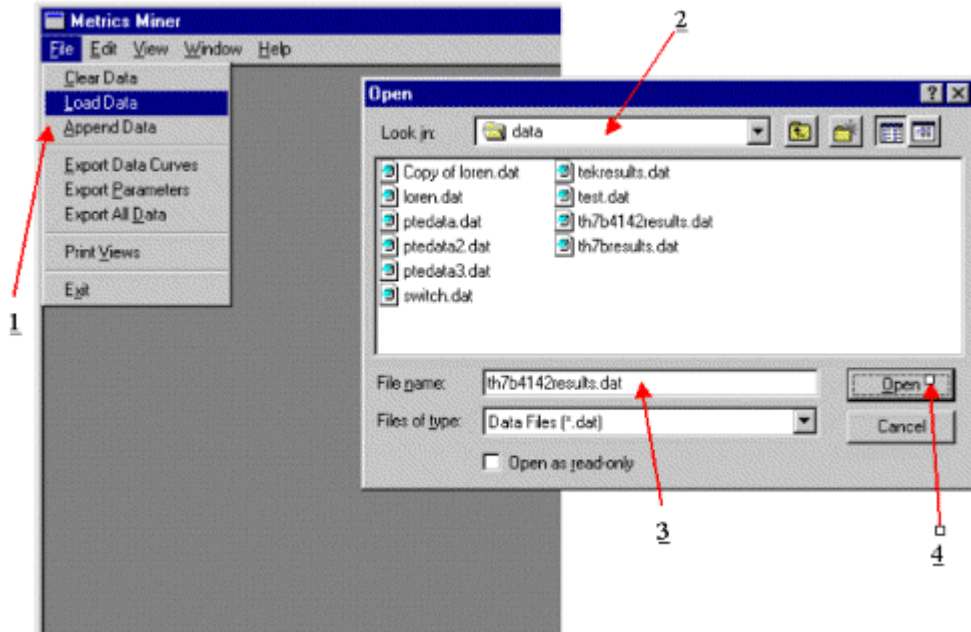 Metrics Miner
File Edit View Window Help
Clear Data
Load Data
Append Data
Export Data Curves
Export Parameters
Export All Data
Print Views
Exit
1
2
Open
Look in: data
Copy of loren.dat
loren.dat
ptedata.dat
ptedata2.dat
ptedata3.dat
switch.dat
tekresults.dat
test.dat
th7b4142results.dat
th7bresults.dat
File name: th7b4142results.dat Open
Files of type: Data Files (*.dat) Cancel
Open as read-only
3
4